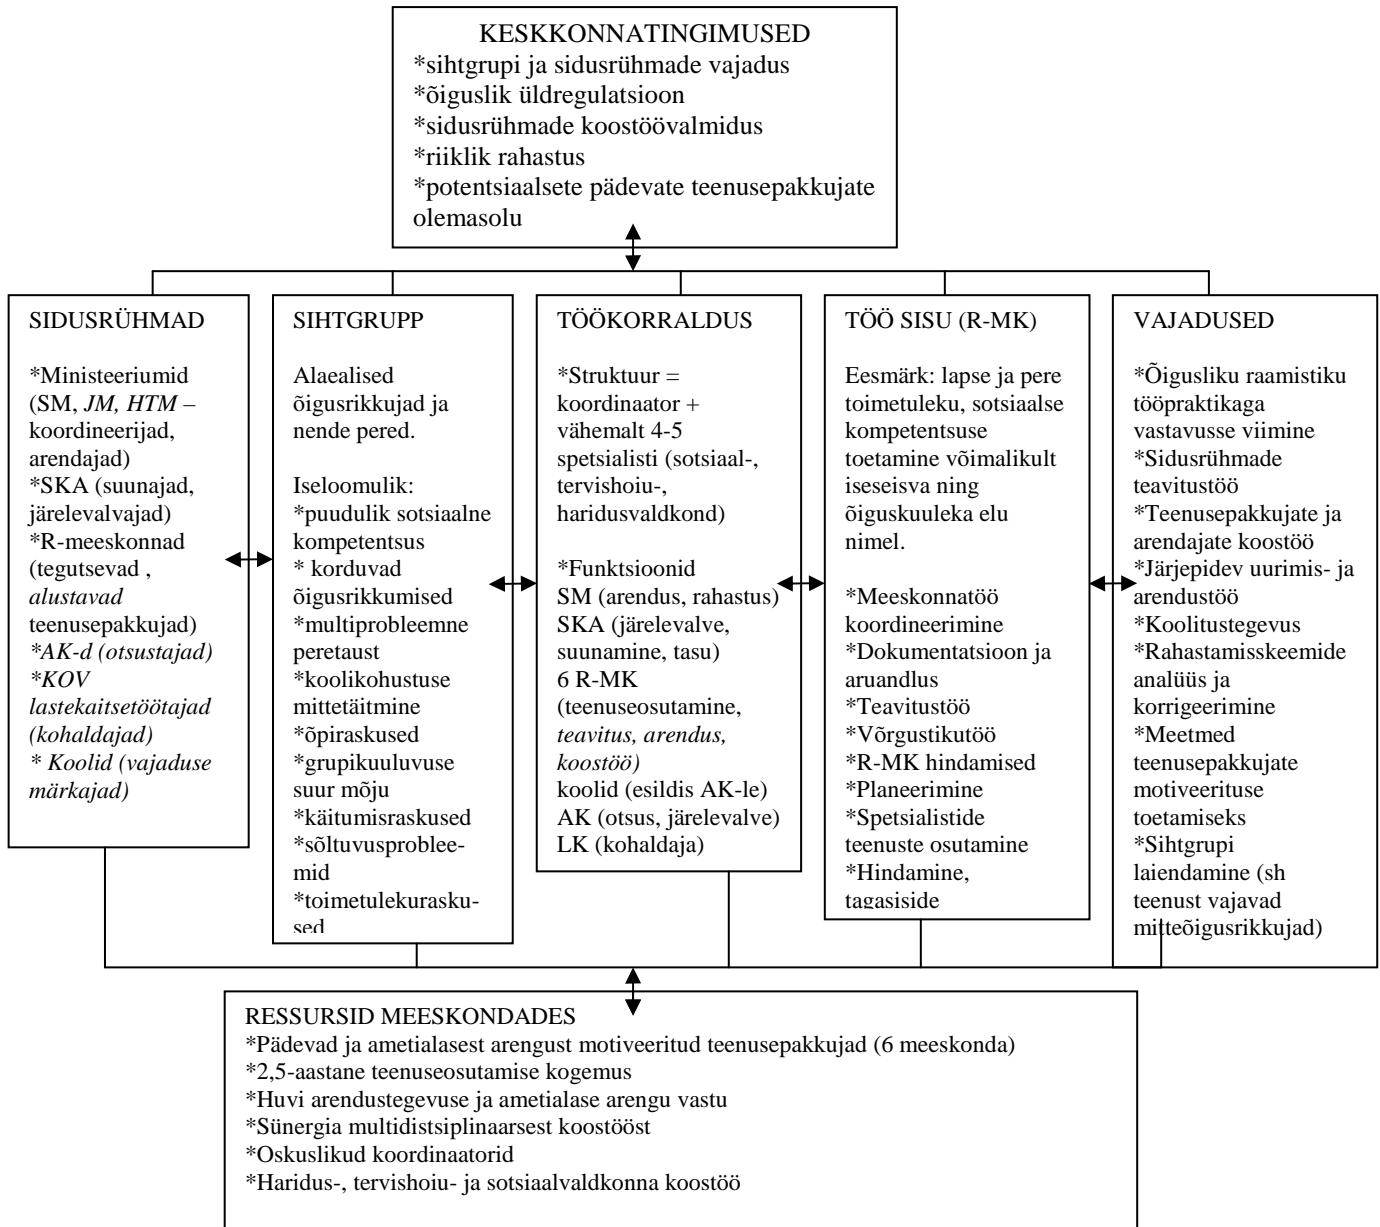 KESKKONNATINGIMUSED
*sihtgrupi ja sidusrühmade vajadus
*õiguslik üldregulatsioon
*sidusrühmade koostöövalmidus
*riiklik rahastus
*potentsiaalsete pädevate teenusepakkujate
olemasolu
SIDUSRÜHMAD
*Ministeeriumid
(SM, JM, HTM –
koordineerijad,
arendajad)
*SKA (suunajad,
järelevalvajad)
*R-meeskonnad
(tegutsevad ,
alustavad
teenusepakkujad)
*AK-d (otsustajad)
*KOV
lastekaitsetöötajad
(kohaldajad)
* Koolid (vajaduse
märkajad)
SIHTGRUPP
Alaealised
õigusrikkujad ja
nende pered.
Iseloomulik:
*puudulik sotsiaalne
kompetentsus
* korduvad
õigusrikkumised
*multiprobleemne
peretaust
*koolikohustuse
mittetäitmine
*õpiraskused
*grupikuuluvuse
suur mõju
*käitumisraskused
*sõltuvusproblee-
mid
*toimetulekurasku-
sed
TÖÖKORRALDUS
*Struktuur =
koordinaator +
vähemalt 4-5
spetsialisti (sotsiaal-,
tervishoiu-,
haridusvaldkond)
*Funktsioonid
SM (arendus, rahastus)
SKA (järelevalve,
suunamine, tasu)
6 R-MK
(teenuseosutamine,
teavitus, arendus,
koostöö)
koolid (esildis AK-le)
AK (otsus, järelevalve)
LK (kohaldaja)
TÖÖ SISU (R-MK)
Eesmärk: lapse ja pere
toimetuleku, sotsiaalse
kompetentsuse
toetamine võimalikult
iseseisva ning
õiguskuuleka elu
nimel.
*Meeskonnatöö
koordineerimine
*Dokumentatsioon ja
aruandlus
*Teavitustöö
*Võrgustikutöö
*R-MK hindamised
*Planeerimine
*Spetsialistide
teenuste osutamine
*Hindamine,
tagasiside
VAJADUSED
*Õigusliku raamistiku
tööpraktikaga
vastavusse viimine
*Sidusrühmade
teavitustöö
*Teenusepakkujate ja
arendajate koostöö
*Järjepidev uurimis- ja
arendustöö
*Koolitustegevus
*Rahastamisskeemide
analüüs ja
korrigeerimine
*Meetmed
teenusepakkujate
motiveerituse
toetamiseks
*Sihtgrupi
laiendamine (sh
teenust vajavad
mitteõigusrikkujad)
RESSURSID MEESKONDADES
*Pädevad ja ametialasest arengust motiveeritud teenusepakkujad (6 meeskonda)
*2,5-aastane teenuseosutamise kogemus
*Huvi arendustegevuse ja ametialase arengu vastu
*Sünergia multidistsiplinaarsest koostööst
*Oskuslikud koordinaatorid
*Haridus-, tervishoiu- ja sotsiaalvaldkonna koostöö